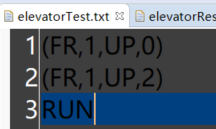 elevatorTest.txt elevatorRes
1 (FR,1,UP,0)
2 (FR,1,UP,2)
3 RUN